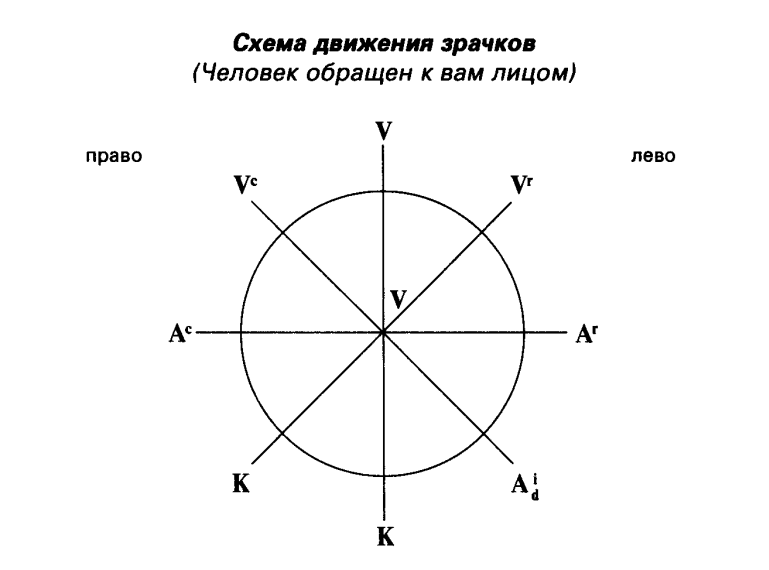 Схема движения зрачков
(Человек обращен к вам лицом)
V
право
лево
Vᶜ
Vʳ
V
Aᶜ
Aʳ
K
Aⁱd
K